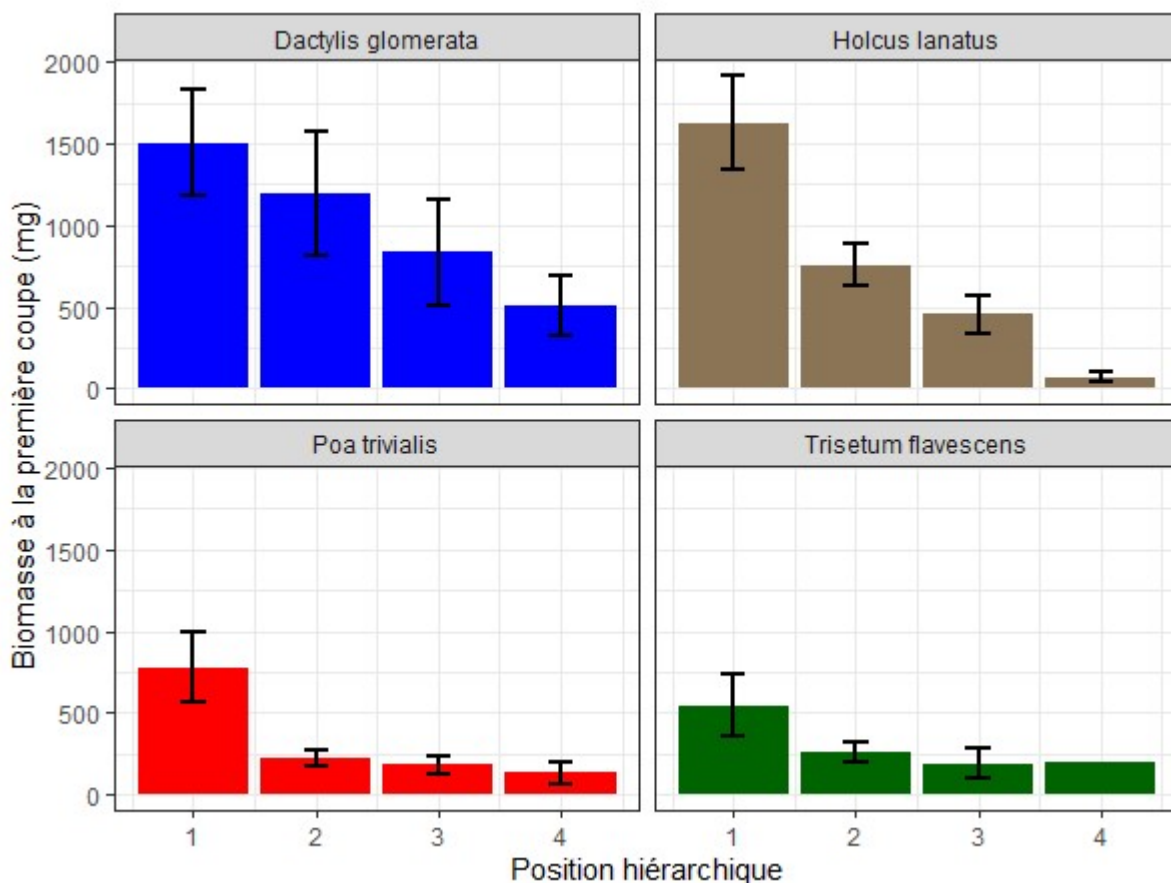 Dactylis glomerata
Holcus lanatus
2000
1500
1000
500
0
Poa trivialis
Trisetum flavescens
2000
1500
1000
500
0
Biomasse à la première coupe (mg)
1 2 3 4
1 2 3 4
Position hiérarchique